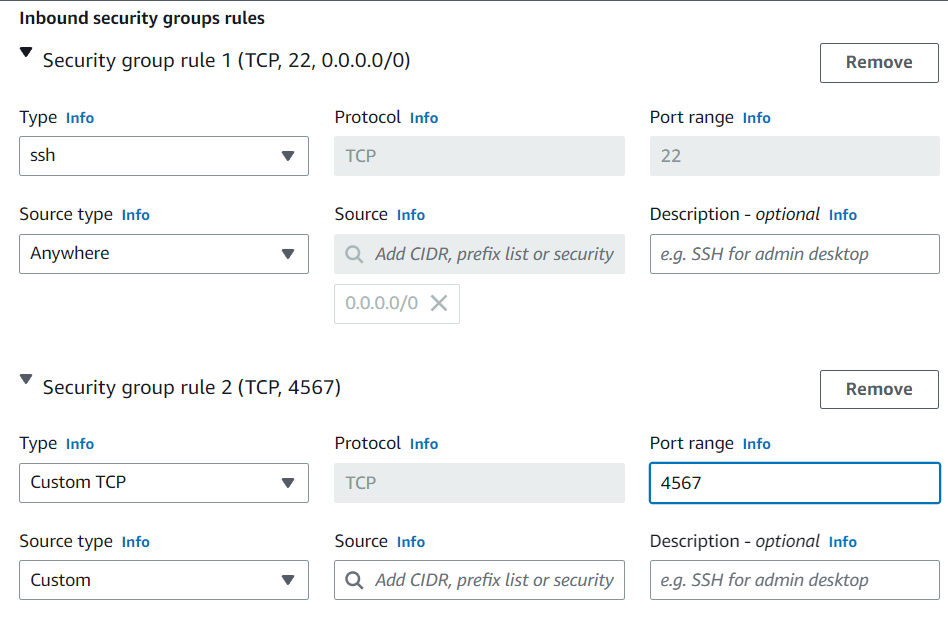 Inbound security groups rules
Security group rule 1 (TCP, 22, 0.0.0.0/0)
Remove
Type Info
Protocol Info
Port range Info
ssh
TCP
22
Source type Info
Source Info
Description - optional Info
Anywhere
Add CIDR, prefix list or security
e.g. SSH for admin desktop
0.0.0.0/0
Security group rule 2 (TCP, 4567)
Remove
Type Info
Protocol Info
Port range Info
Custom TCP
TCP
4567
Source type Info
Source Info
Description - optional Info
Custom
Add CIDR, prefix list or security
e.g. SSH for admin desktop